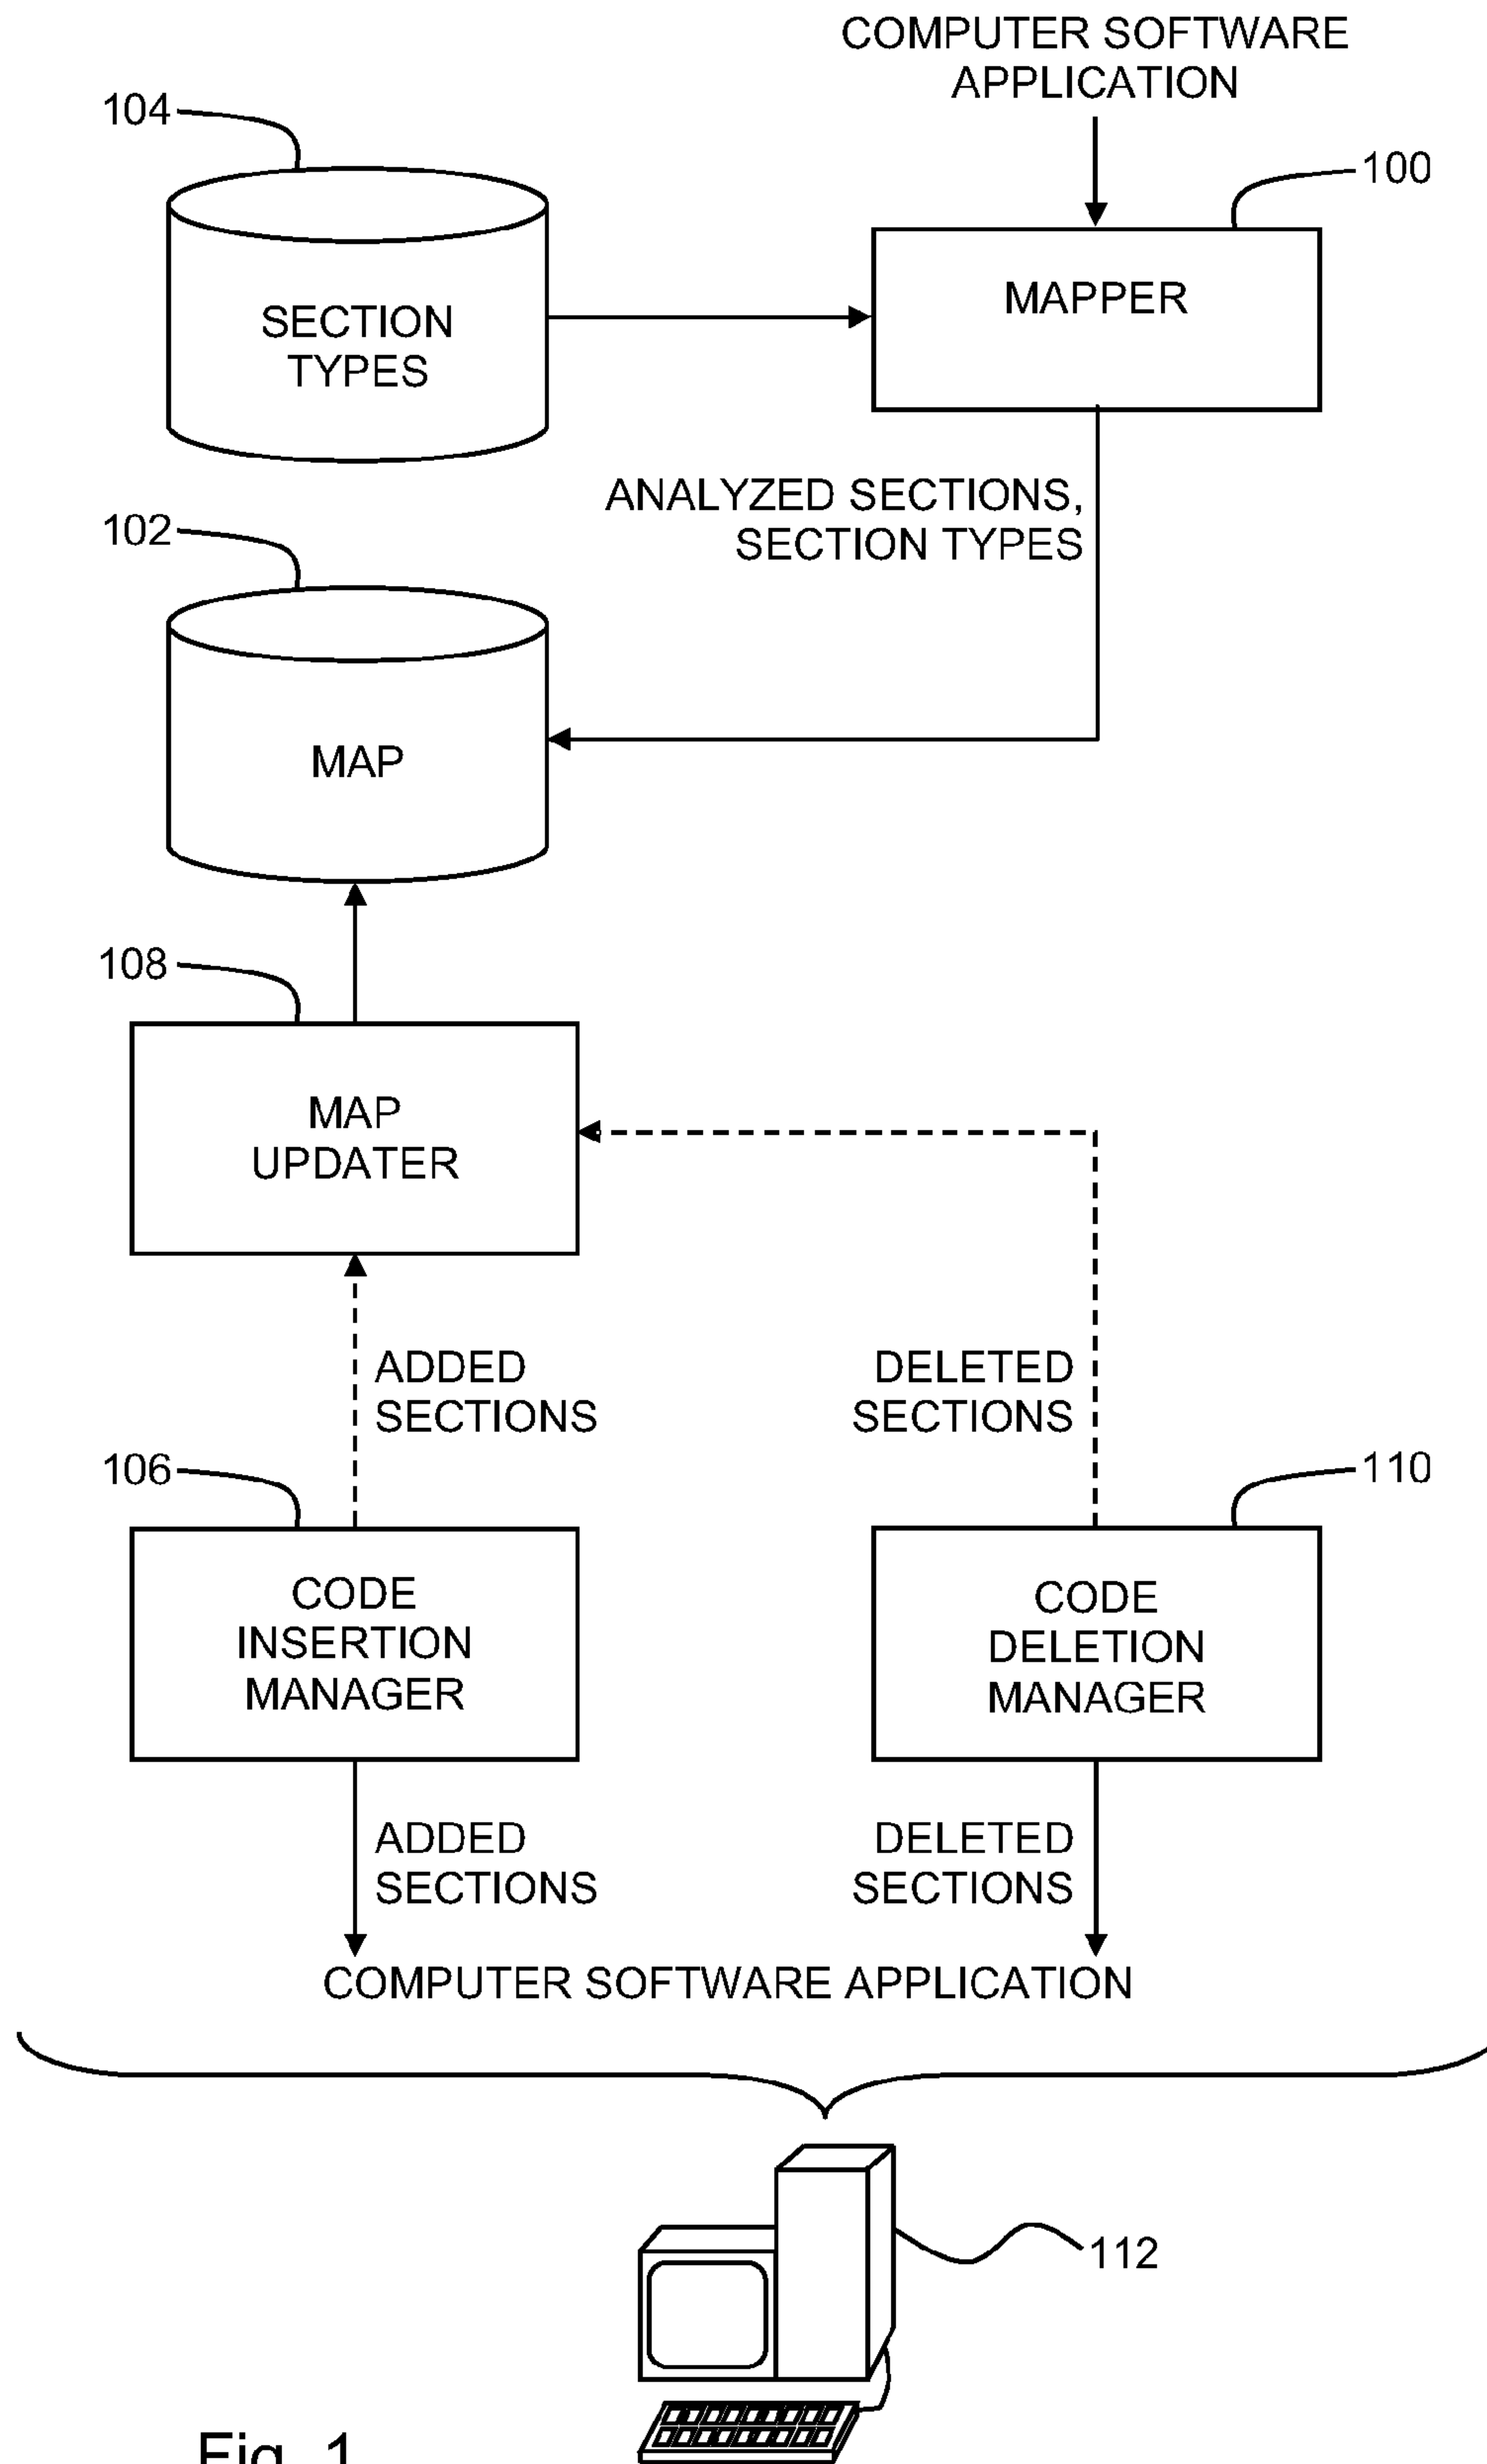 COMPUTER SOFTWARE
APPLICATION
104
100
SECTION
TYPES
MAPPER
ANALYZED SECTIONS,
SECTION TYPES
102
MAP
108
MAP
UPDATER
ADDED
SECTIONS
DELETED
SECTIONS
106
110
CODE
INSERTION
MANAGER
CODE
DELETION
MANAGER
ADDED
SECTIONS
DELETED
SECTIONS
COMPUTER SOFTWARE APPLICATION
112
Fig. 1